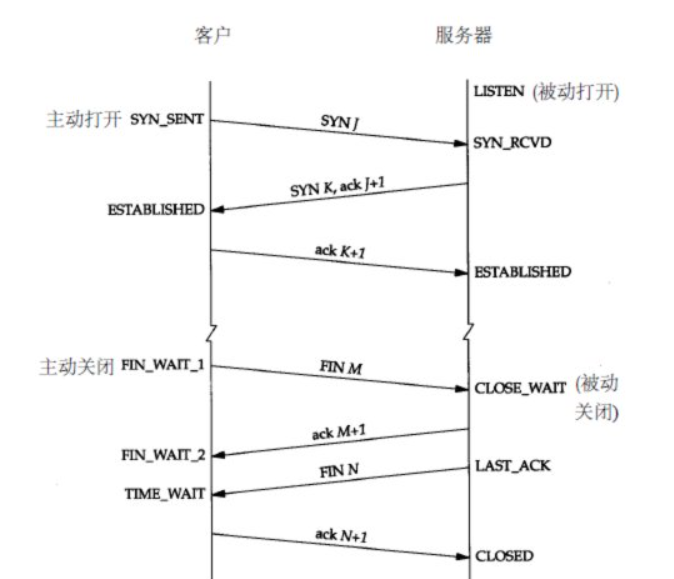 客户
服务器
LISTEN (被动打开)
主动打开 SYN_SENT
SYN J
SYN_RCVD
SYN K, ack J+1
ESTABLISHED
ack K+1
ESTABLISHED
主动关闭 FIN_WAIT_1
FIN M
CLOSE_WAIT (被动
关闭)
ack M+1
FIN_WAIT_2
FIN N
LAST_ACK
TIME_WAIT
ack N+1
CLOSED